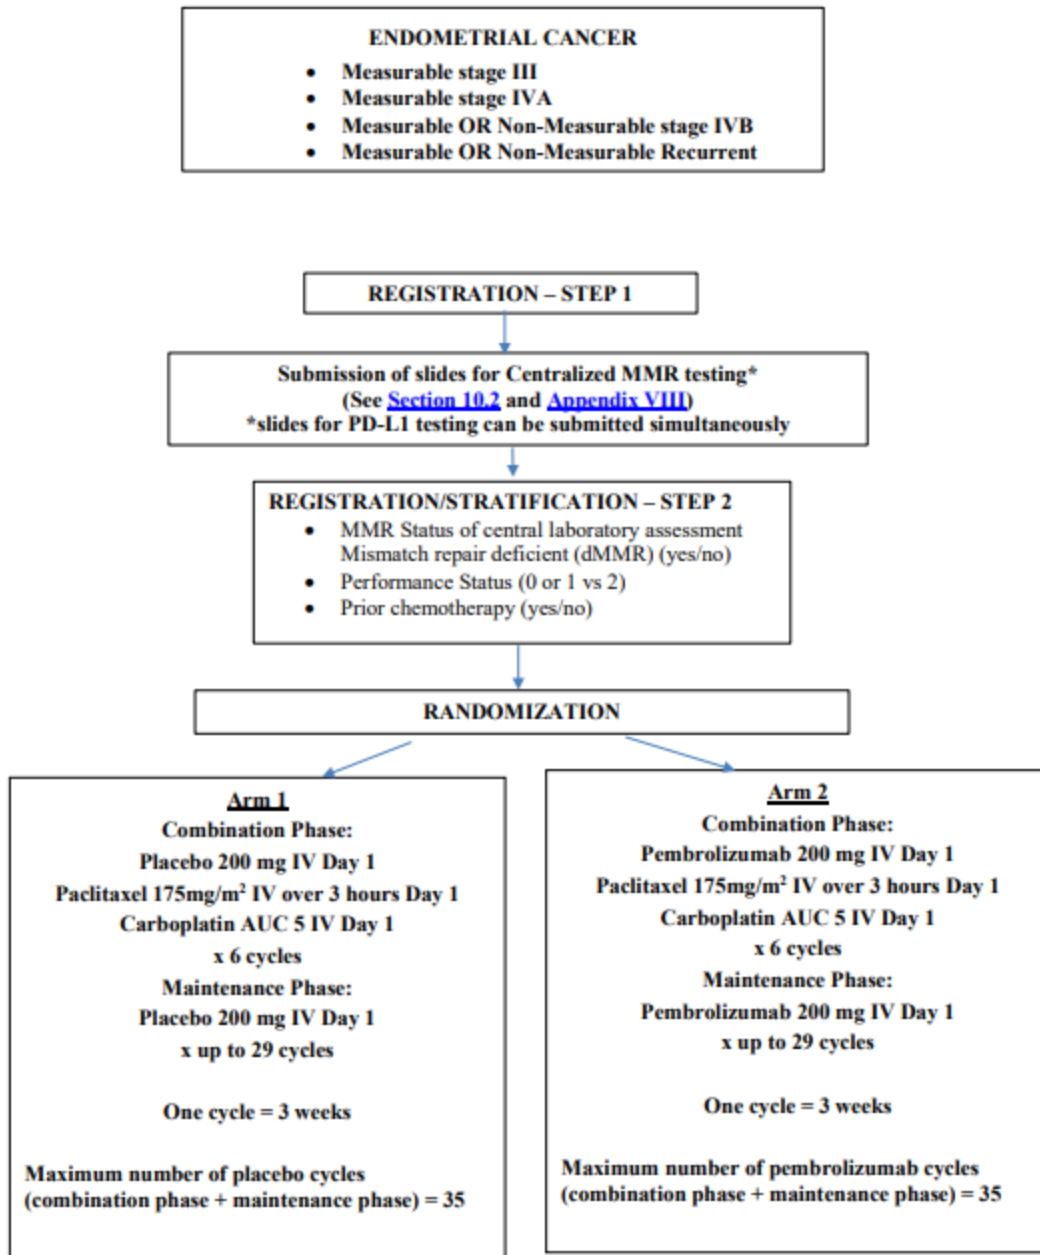 ENDOMETRIAL CANCER
• Measurable stage III
• Measurable stage IVA
• Measurable OR Non-Measurable stage IVB
• Measurable OR Non-Measurable Recurrent
REGISTRATION – STEP 1
Submission of slides for Centralized MMR testing*
(See Section 10.2 and Appendix VIII)
*slides for PD-L1 testing can be submitted simultaneously
REGISTRATION/STRATIFICATION – STEP 2
• MMR Status of central laboratory assessment
Mismatch repair deficient (dMMR) (yes/no)
• Performance Status (0 or 1 vs 2)
• Prior chemotherapy (yes/no)
RANDOMIZATION
Arm 1
Combination Phase:
Placebo 200 mg IV Day 1
Paclitaxel 175mg/m² IV over 3 hours Day 1
Carboplatin AUC 5 IV Day 1
x 6 cycles
Maintenance Phase:
Placebo 200 mg IV Day 1
x up to 29 cycles
One cycle = 3 weeks
Maximum number of placebo cycles
(combination phase + maintenance phase) = 35
Arm 2
Combination Phase:
Pembrolizumab 200 mg IV Day 1
Paclitaxel 175mg/m² IV over 3 hours Day 1
Carboplatin AUC 5 IV Day 1
x 6 cycles
Maintenance Phase:
Pembrolizumab 200 mg IV Day 1
x up to 29 cycles
One cycle = 3 weeks
Maximum number of pembrolizumab cycles
(combination phase + maintenance phase) = 35